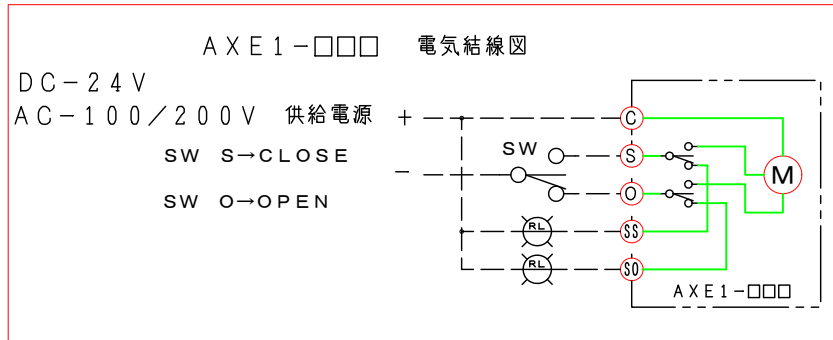 AXE1-□□□ 電気結線図
DC-24V
AC-100/200V 供給電源 +
-
SW S→CLOSE
SW O→OPEN
SW
C
S
O
SS
SO
RL
RL
M
AXE1-□□□